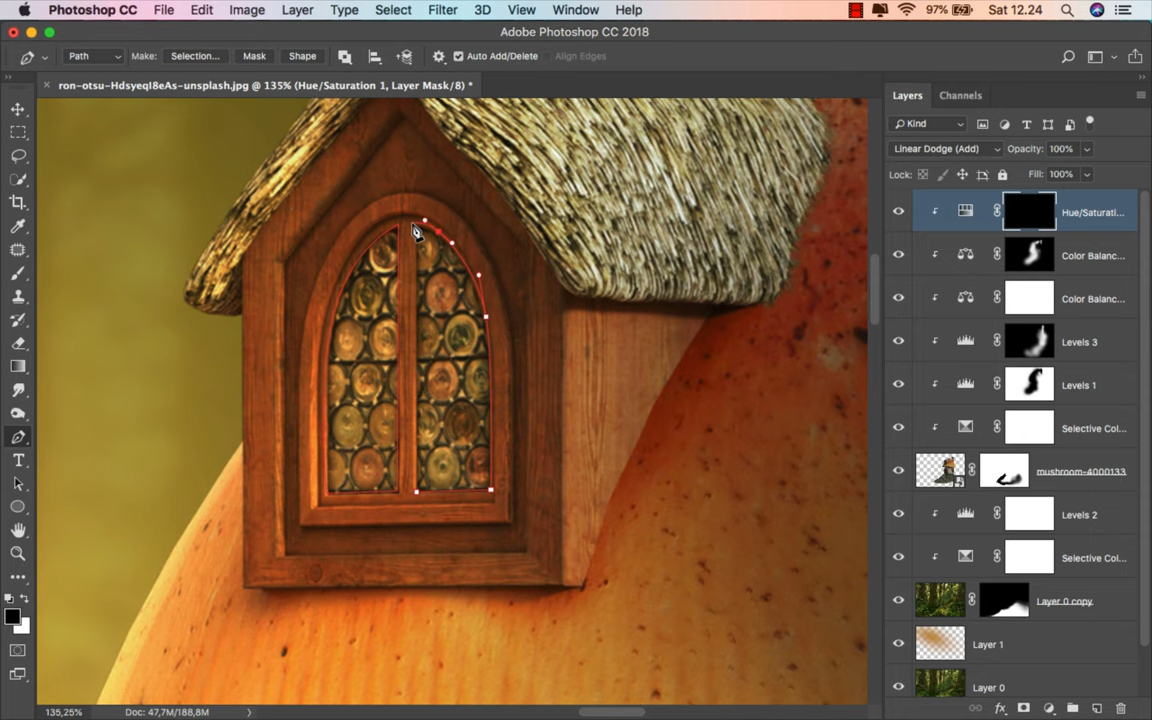 Photoshop CC File Edit Image Layer Type Select Filter 3D View Window Help 97% Sat 12.24
Adobe Photoshop CC 2018
Path Make: Selection... Mask Shape Auto Add/Delete Align Edges
ron-otsu-HdsyeqI8eAs-unsplash.jpg @ 135% (Hue/Saturation 1, Layer Mask/8) *
Layers Channels
Kind
Linear Dodge (Add) Opacity: 100%
Lock: Fill: 100%
Hue/Saturati...
Color Balanc...
Color Balanc...
Levels 3
Levels 1
Selective Col...
mushroom-4000133
Levels 2
Selective Col...
Layer 0 copy
Layer 1
Layer 0
135,25% Doc: 47,7M/188,8M